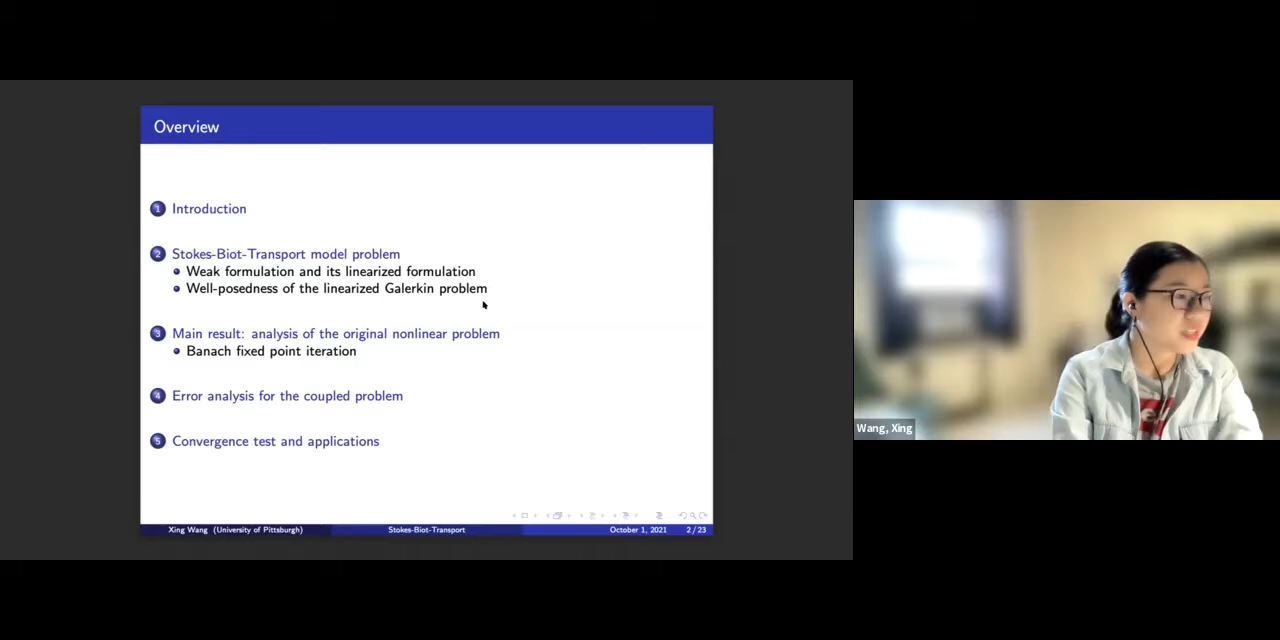 Overview
1 Introduction
2 Stokes-Biot-Transport model problem
Weak formulation and its linearized formulation
Well-posedness of the linearized Galerkin problem
3 Main result: analysis of the original nonlinear problem
Banach fixed point iteration
4 Error analysis for the coupled problem
5 Convergence test and applications
Xing Wang (University of Pittsburgh) Stokes-Biot-Transport October 1, 2021 2 / 23
Wang, Xing